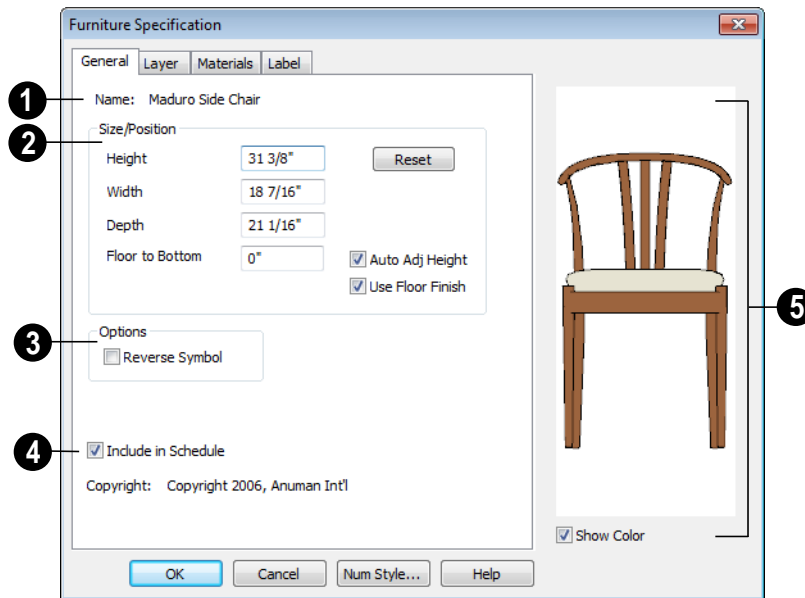 Furniture Specification
General Layer Materials Label
1 Name: Maduro Side Chair
2 Size/Position
Height 31 3/8" Reset
Width 18 7/16"
Depth 21 1/16"
Floor to Bottom 0" Auto Adj Height
Use Floor Finish
5
3 Options
Reverse Symbol
4 Include in Schedule
Copyright: Copyright 2006, Anuman Int'l
Show Color
OK Cancel Num Style... Help